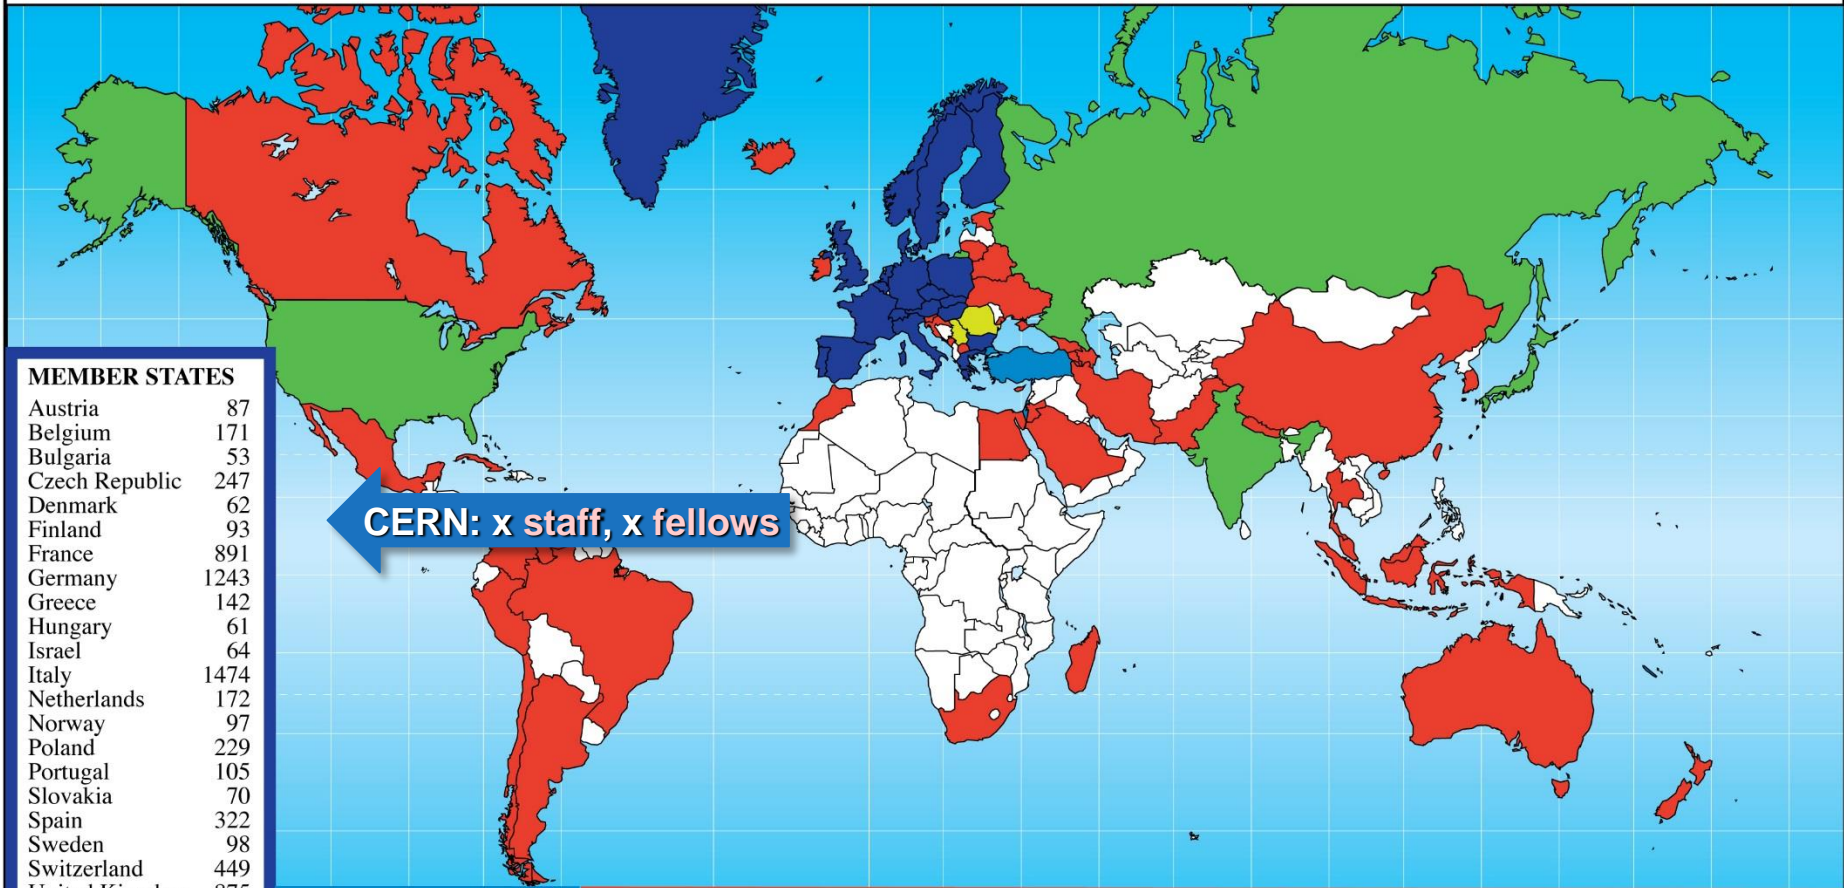 MEMBER STATES
Austria 87
Belgium 171
Bulgaria 53
Czech Republic 247
Denmark 62
Finland 93
France 891
Germany 1243
Greece 142
Hungary 61
Israel 64
Italy 1474
Netherlands 172
Norway 97
Poland 229
Portugal 105
Slovakia 70
Spain 322
Sweden 98
Switzerland 449
CERN: x staff, x fellows